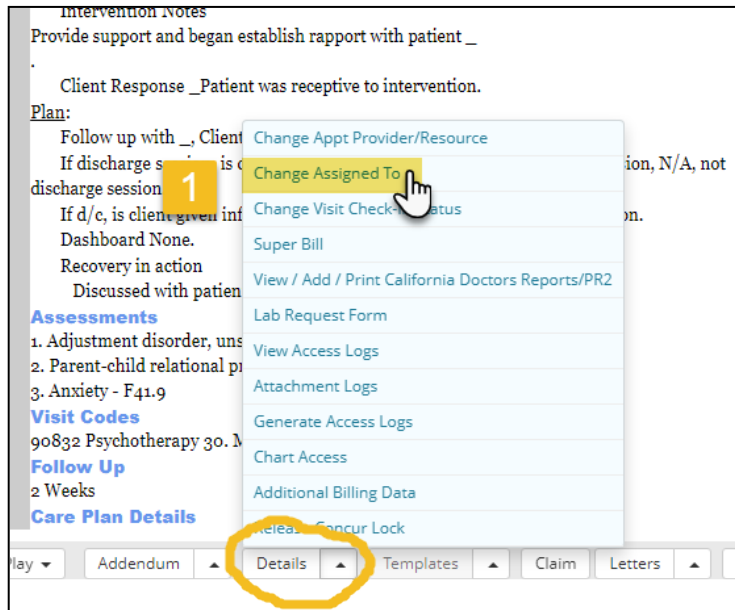 Intervention Notes
Provide support and began establish rapport with patient _
.
Client Response _Patient was receptive to intervention.
Plan:
Follow up with _, Client
If discharge is ion, N/A, not
discharge session
If d/c, is client given inf on.
Dashboard None.
Recovery in action
Discussed with patien
Assessments
1. Adjustment disorder, uns
2. Parent-child relational pr
3. Anxiety - F41.9
Visit Codes
90832 Psychotherapy 30. M
Follow Up
2 Weeks
Care Plan Details
1
Change Appt Provider/Resource
Change Assigned To
Change Visit Check- atus
Super Bill
View / Add / Print California Doctors Reports/PR2
Lab Request Form
View Access Logs
Attachment Logs
Generate Access Logs
Chart Access
Additional Billing Data
Release Concur Lock
lay Addendum Details Templates Claim Letters